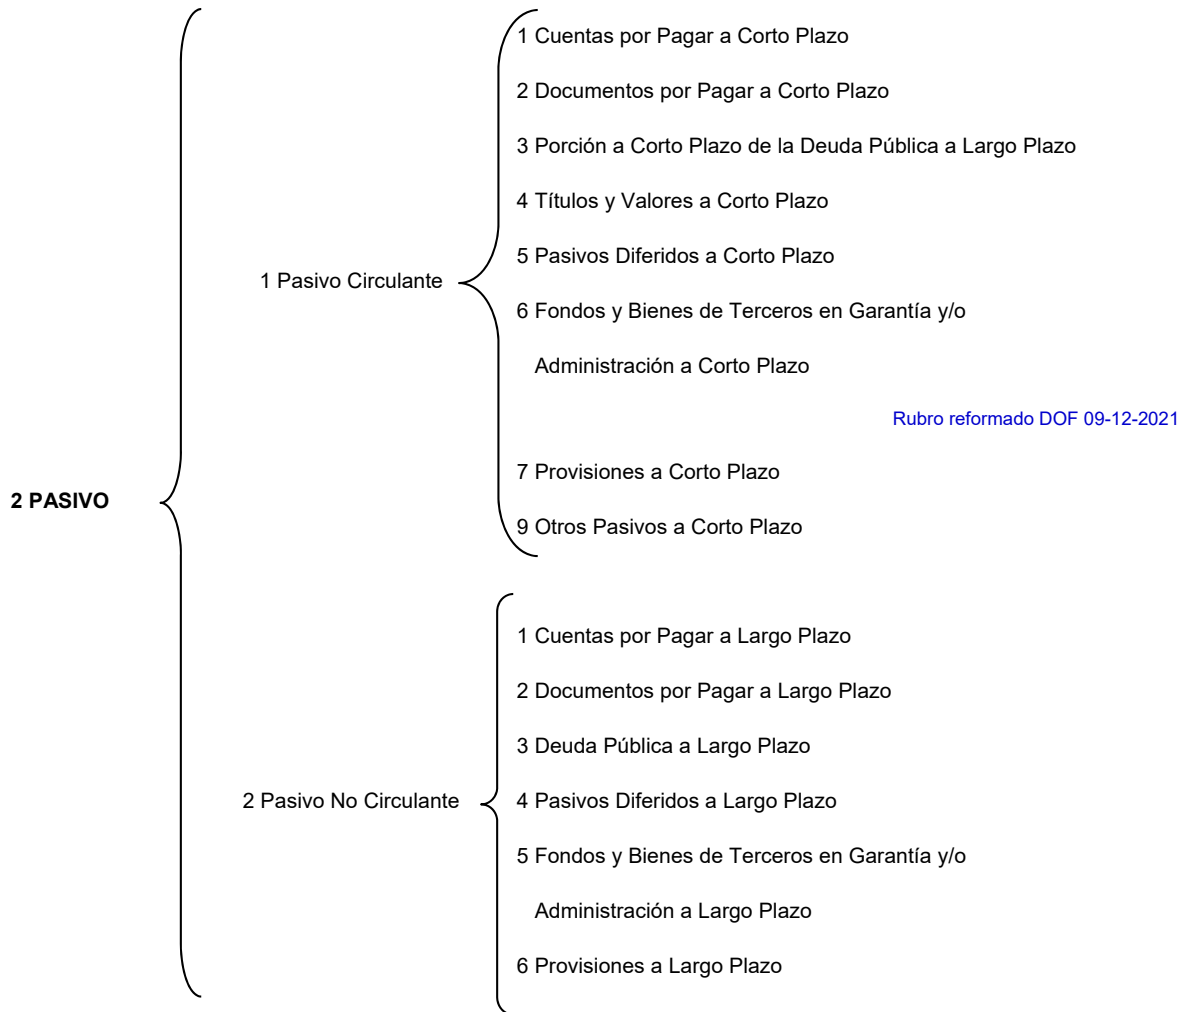 2 PASIVO
1 Pasivo Circulante
1 Cuentas por Pagar a Corto Plazo
2 Documentos por Pagar a Corto Plazo
3 Porción a Corto Plazo de la Deuda Pública a Largo Plazo
4 Títulos y Valores a Corto Plazo
5 Pasivos Diferidos a Corto Plazo
6 Fondos y Bienes de Terceros en Garantía y/o
Administración a Corto Plazo
Rubro reformado DOF 09-12-2021
7 Provisiones a Corto Plazo
9 Otros Pasivos a Corto Plazo
2 Pasivo No Circulante
1 Cuentas por Pagar a Largo Plazo
2 Documentos por Pagar a Largo Plazo
3 Deuda Pública a Largo Plazo
4 Pasivos Diferidos a Largo Plazo
5 Fondos y Bienes de Terceros en Garantía y/o
Administración a Largo Plazo
6 Provisiones a Largo Plazo